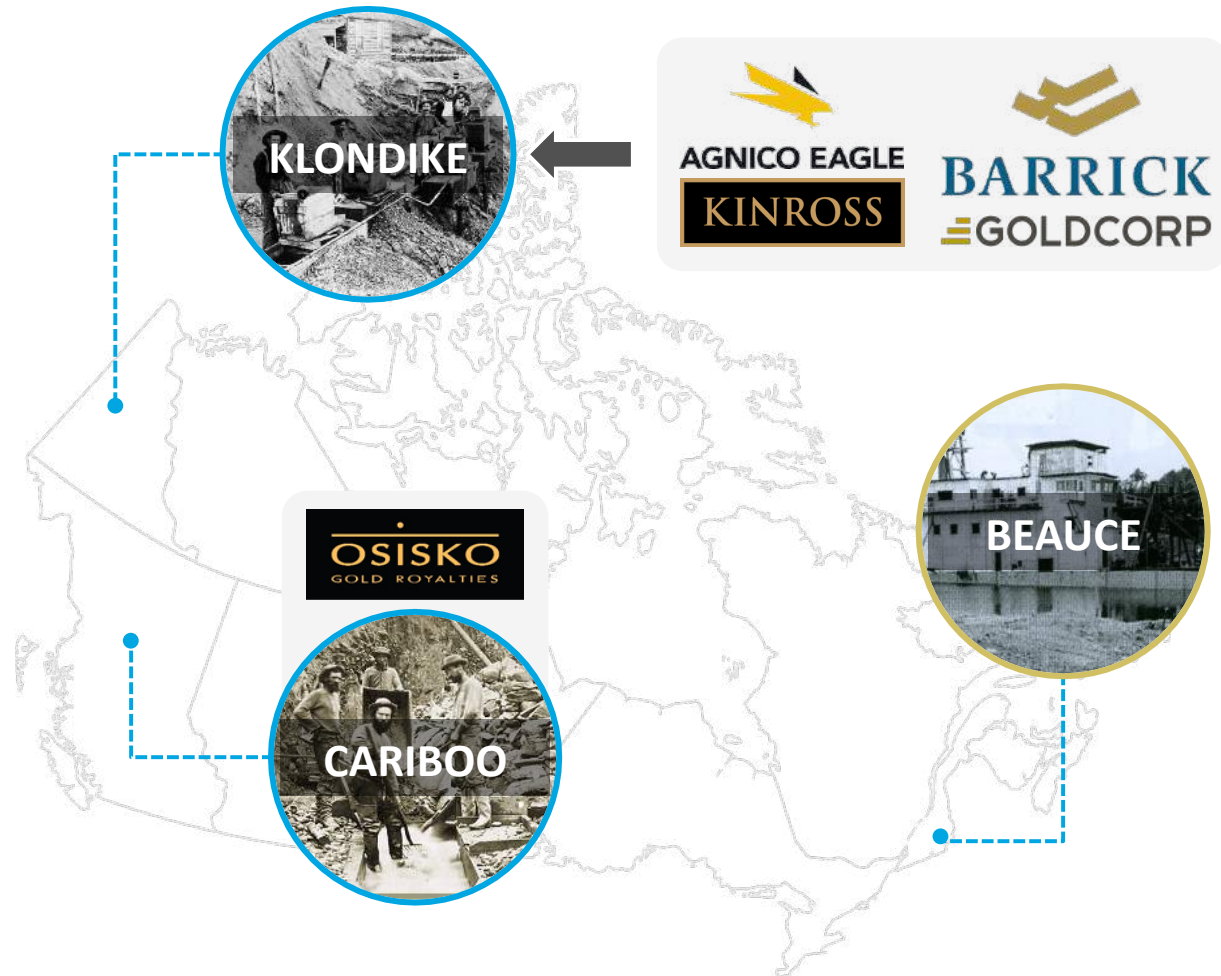 KLONDIKE
AGNICO EAGLE
KINROSS
BARRICK
GOLDCORP
BEAUCE
OSISKO
GOLD ROYALTIES
CARIBOO